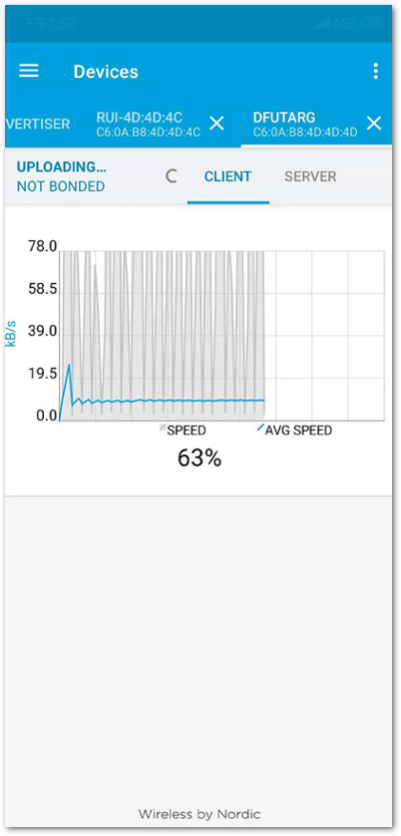 Devices
VERTISER
RUI-4D:4D:4C
C6:0A:B8:4D:4D:4C
DFUTARG
C6:0A:B8:4D:4D:4D
UPLOADING...
NOT BONDED
CLIENT
SERVER
78.0
58.5
39.0
19.5
0.0
kB/s
SPEED
AVG SPEED
63%
Wireless by Nordic